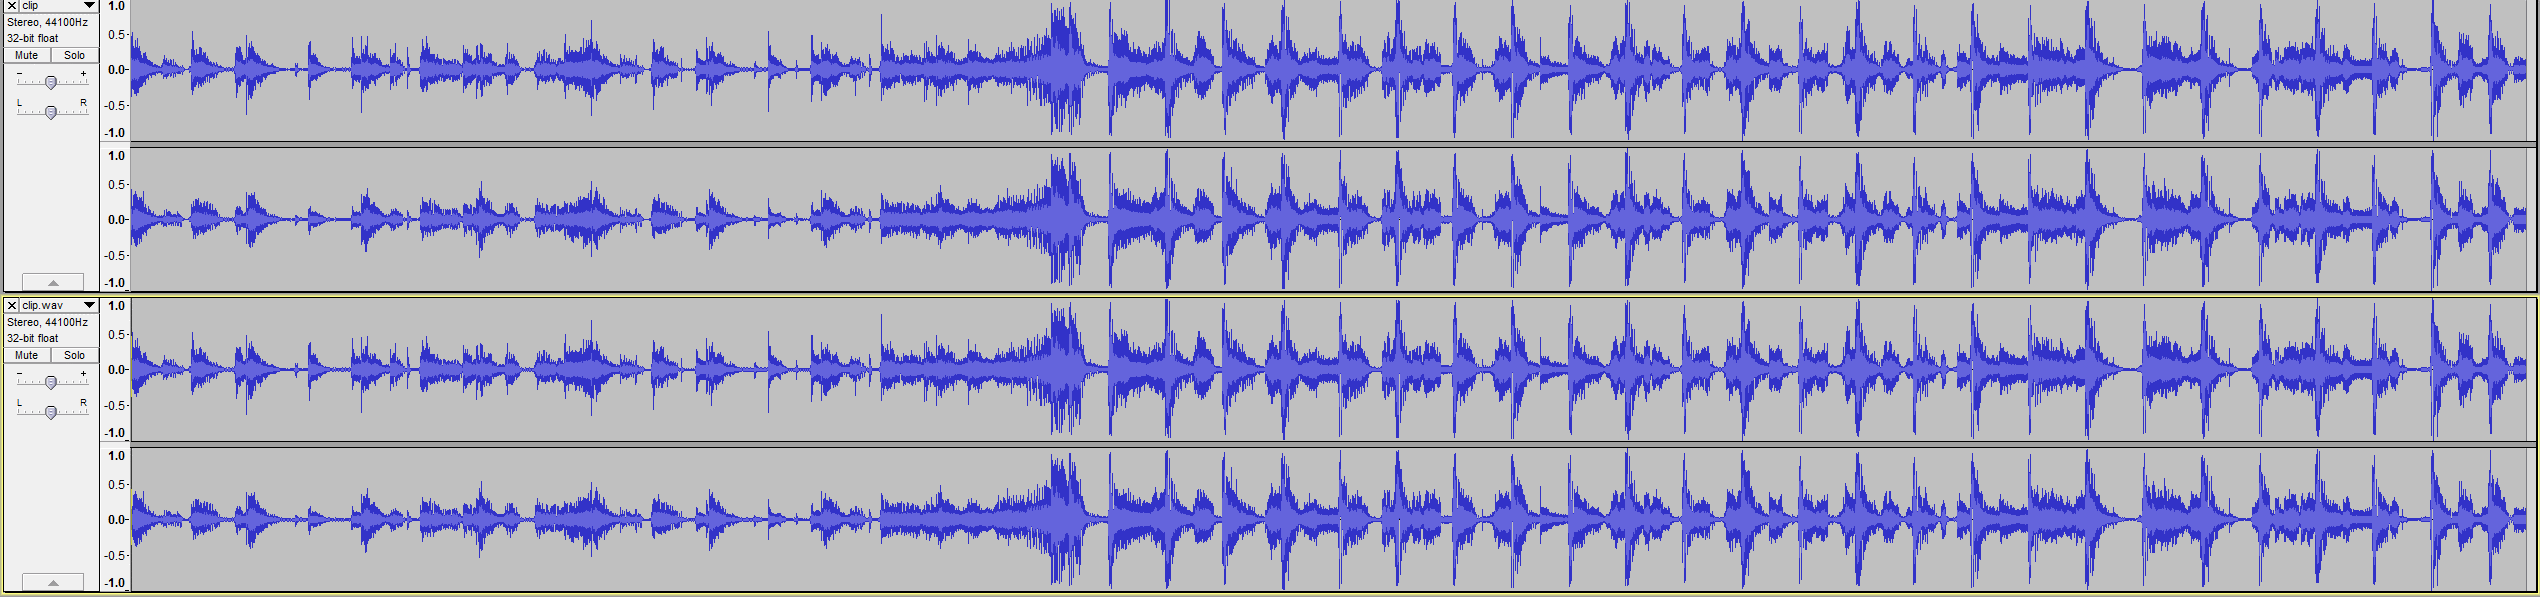 clip
Stereo, 44100Hz
32-bit float
Mute Solo
- +
L R
1.0
0.5-
0.0-
-0.5-
-1.0
1.0
0.5-
0.0-
-0.5-
-1.0
clip.wav
Stereo, 44100Hz
32-bit float
Mute Solo
- +
L R
1.0
0.5-
0.0-
-0.5-
-1.0
1.0
0.5-
0.0-
-0.5-
-1.0